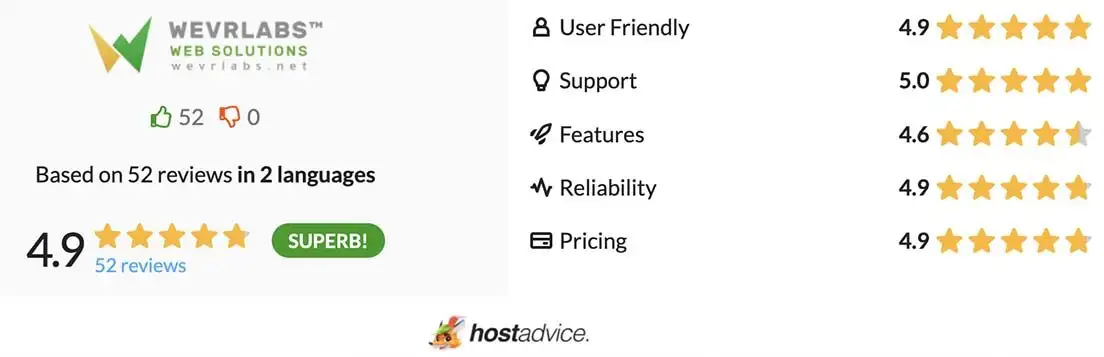 WEVRLABS™
WEB SOLUTIONS
wevrlabs.net
52 0
Based on 52 reviews in 2 languages
4.9 SUPERB!
52 reviews
User Friendly 4.9
Support 5.0
Features 4.6
Reliability 4.9
Pricing 4.9
hostadvice.